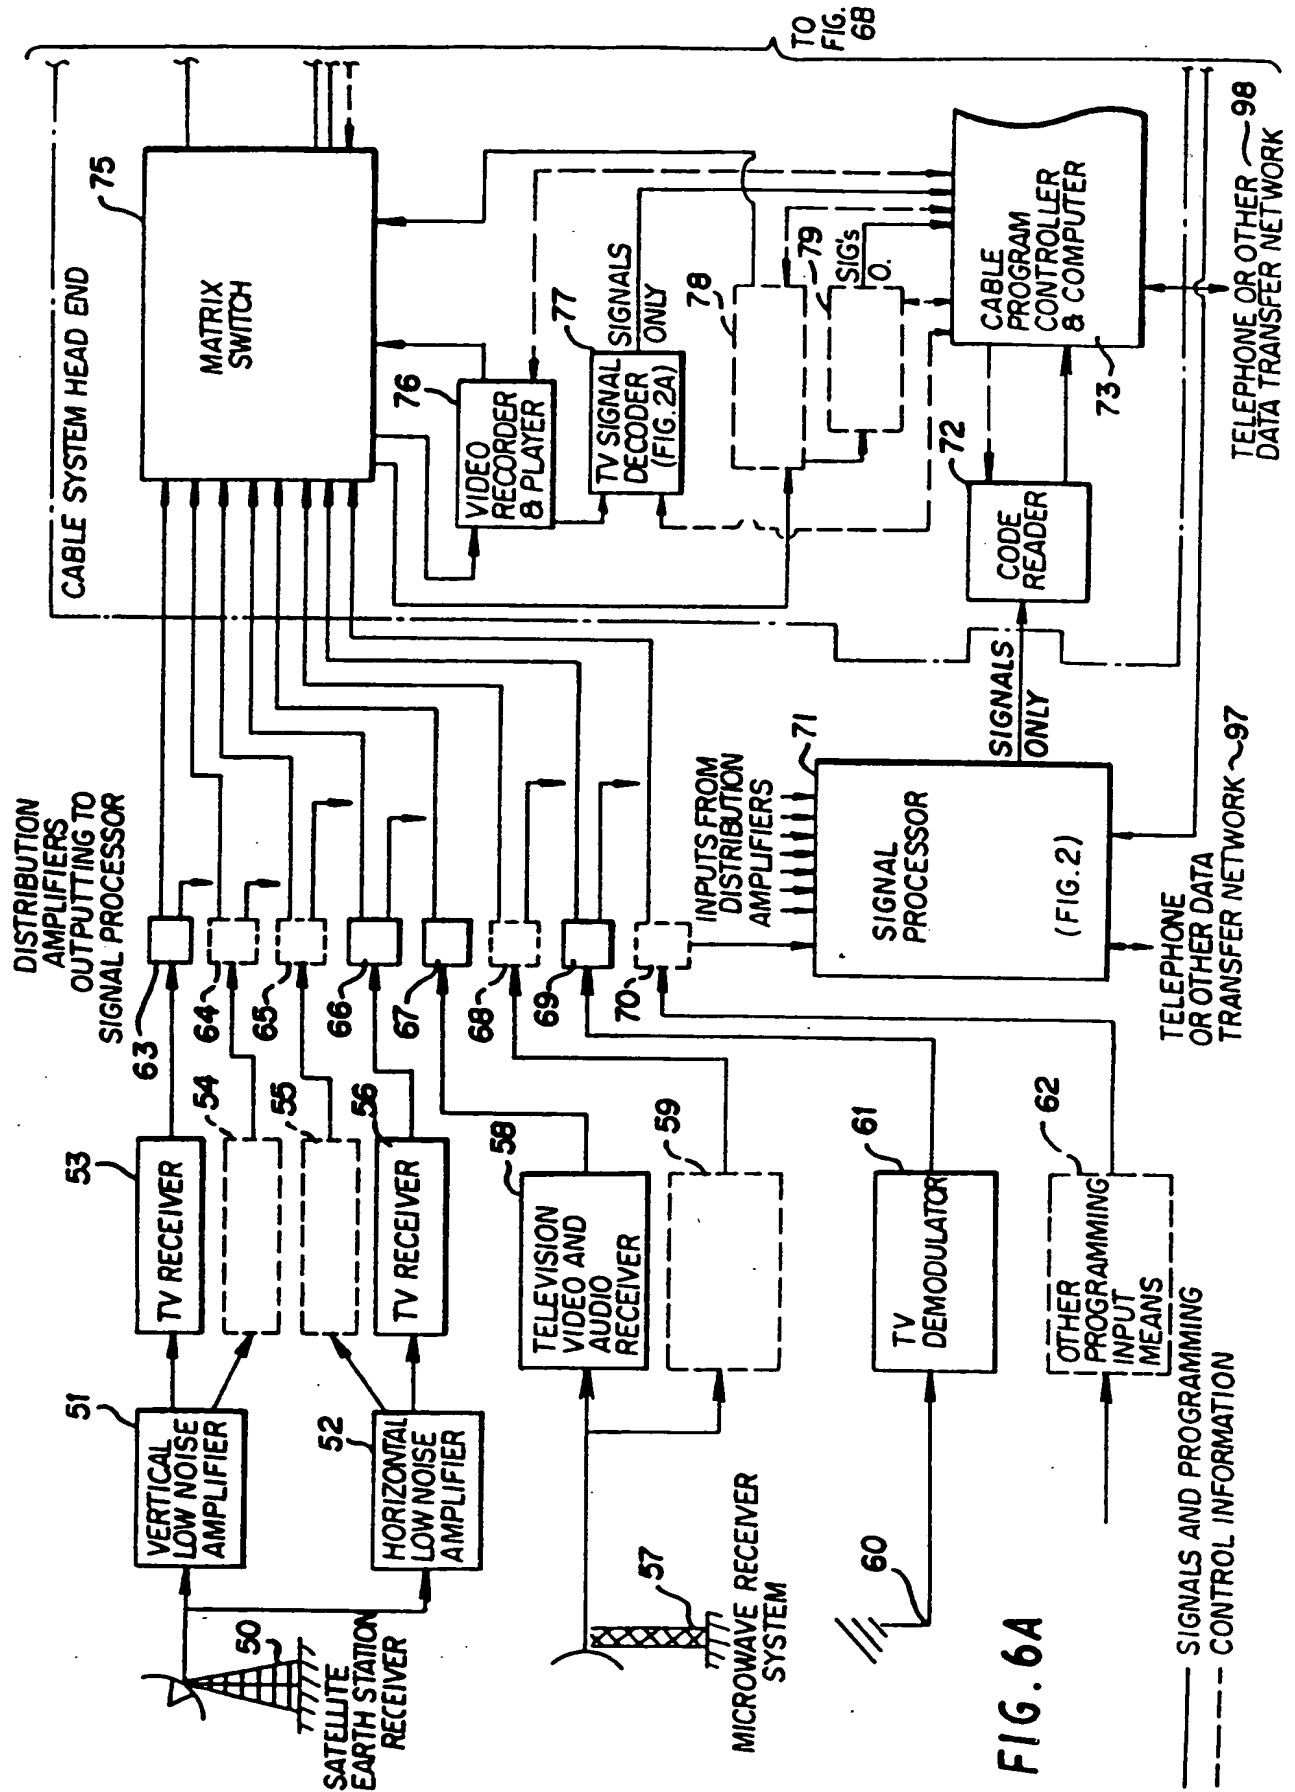 TO
FIG.
6B
CABLE SYSTEM HEAD END
75
MATRIX
SWITCH
76
VIDEO
RECORDER
& PLAYER
77
TV SIGNAL
DECODER
(FIG.2A)
SIGNALS
ONLY
78
79
SIG'S
O.
CABLE
PROGRAM
CONTROLLER
& COMPUTER
73
72
CODE
READER
TELEPHONE OR OTHER 98
DATA TRANSFER NETWORK
DISTRIBUTION
AMPLIFIERS
OUTPUTTING TO
SIGNAL PROCESSOR
63
64
65
66
67
68
69
70
INPUTS FROM
DISTRIBUTION
AMPLIFIERS
71
SIGNAL
PROCESSOR
(FIG.2)
SIGNALS
ONLY
TELEPHONE
OR OTHER DATA
TRANSFER NETWORK 97
53
TV RECEIVER
54
55
56
TV RECEIVER
58
TELEVISION
VIDEO AND
AUDIO
RECEIVER
59
61
TV
DEMODULATOR
62
OTHER
PROGRAMMING
INPUT
MEANS
51
VERTICAL
LOW NOISE
AMPLIFIER
52
HORIZONTAL
LOW NOISE
AMPLIFIER
50
SATELLITE
EARTH STATION
RECEIVER
57
MICROWAVE RECEIVER
SYSTEM
60
FIG. 6A
SIGNALS AND PROGRAMMING
CONTROL INFORMATION